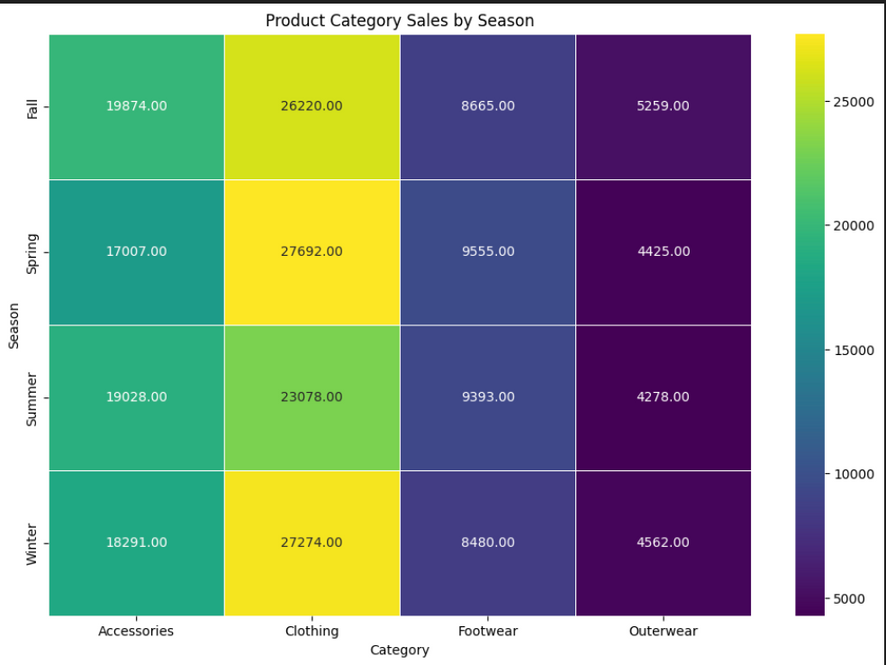 Product Category Sales by Season
Fall
19874.00 26220.00 8665.00 5259.00
25000
20000
Spring
17007.00 27692.00 9555.00 4425.00
Season
15000
Summer
19028.00 23078.00 9393.00 4278.00
10000
Winter
18291.00 27274.00 8480.00 4562.00
5000
Accessories Clothing Footwear Outerwear
Category